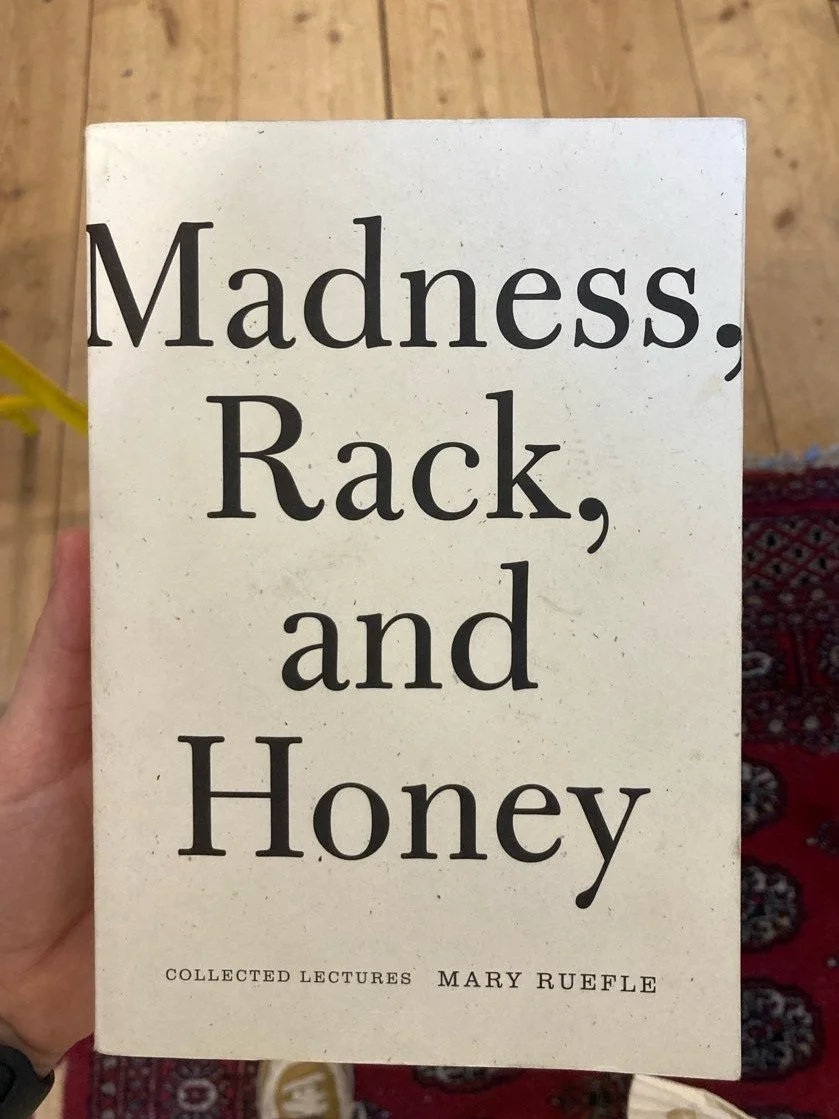 Madness,
Rack,
and
Honey
COLLECTED LECTURES MARY RUEFLE